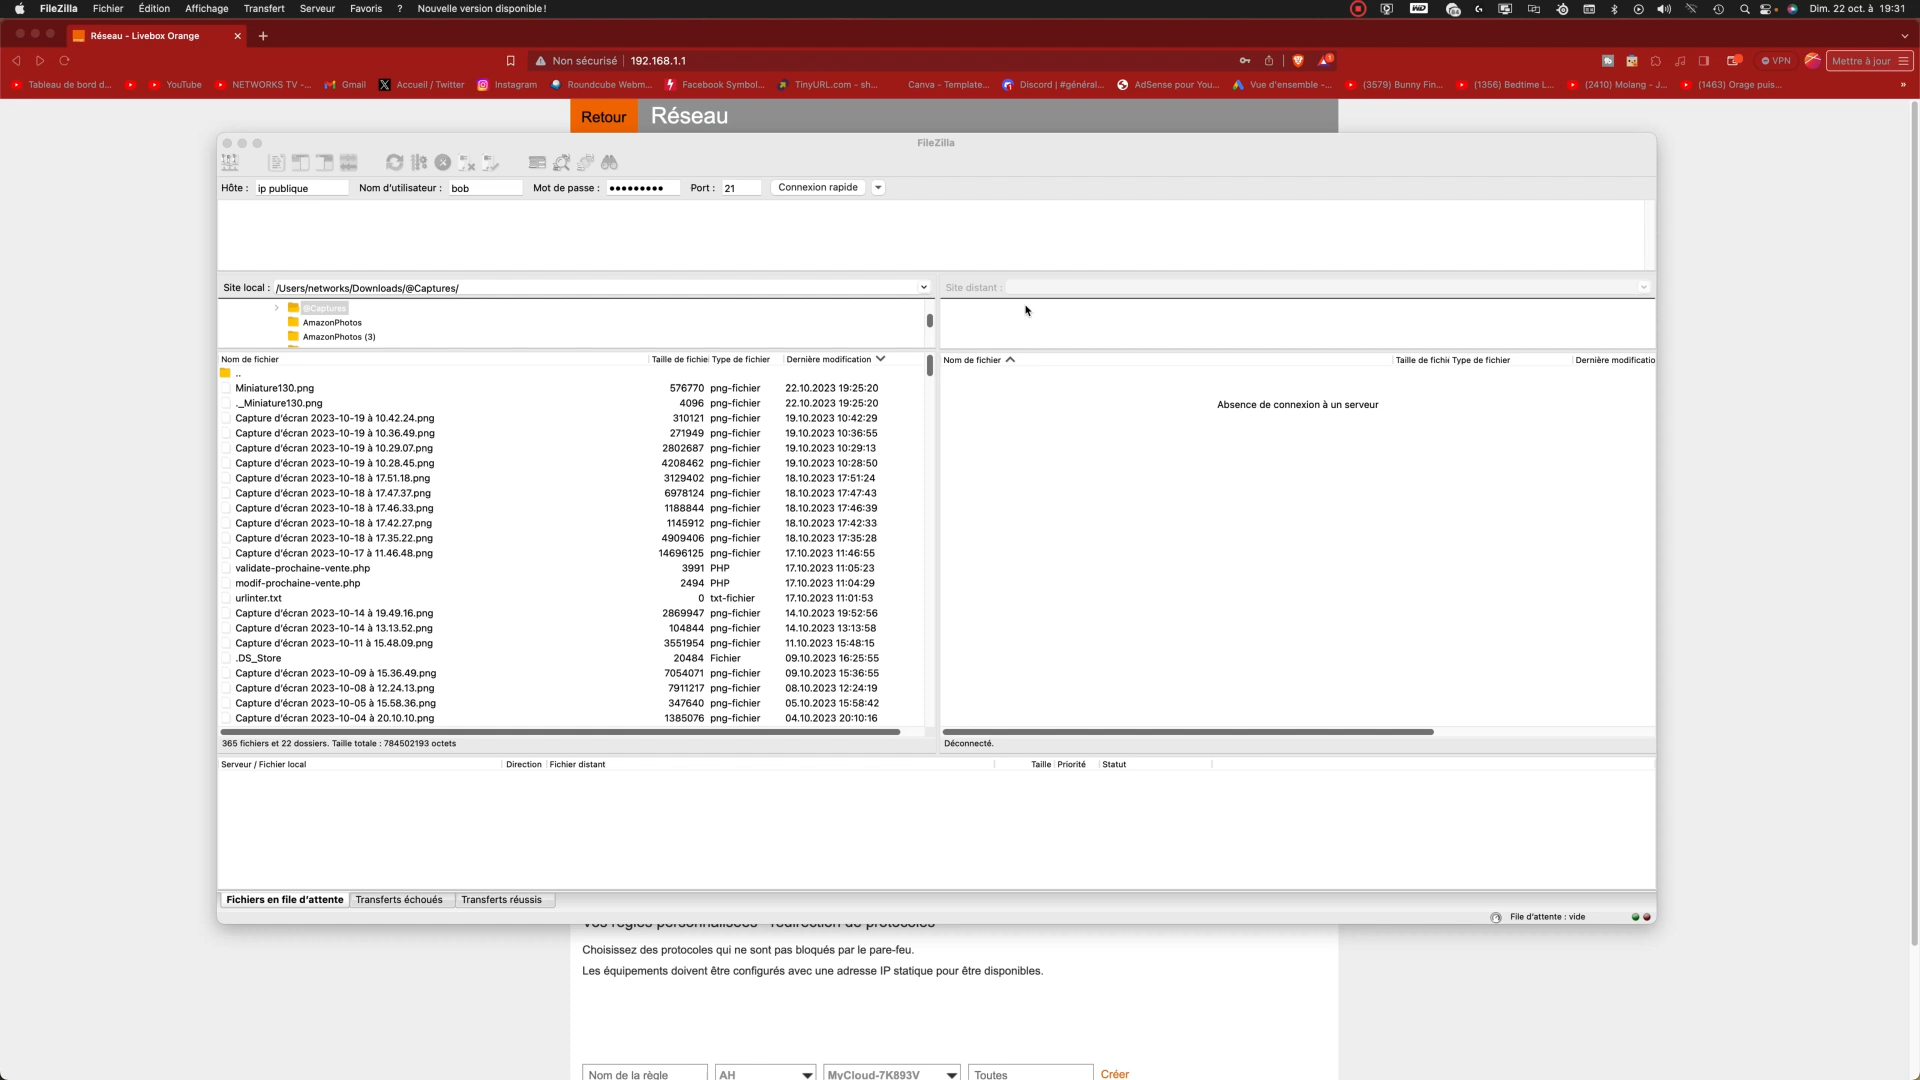 FileZilla Fichier Édition Affichage Transfert Serveur Favoris ? Nouvelle version disponible !
Dim. 22 oct. à 19:31
Réseau - Livebox Orange
Non sécurisé 192.168.1.1
VPN
Mettre à jour
Tableau de bord d... YouTube NETWORKS TV -... Gmail Accueil / Twitter Instagram Roundcube Webm... Facebook Symbol... TinyURL.com - sh... Canva - Template... Discord | #général... AdSense pour You... Vue d'ensemble -... (3579) Bunny Fin... (1356) Bedtime L... (2410) Molang - J... (1463) Orage puis...
Retour Réseau
FileZilla
Hôte : ip publique Nom d'utilisateur : bob Mot de passe : ●●●●●●●●● Port : 21 Connexion rapide
Site local : /Users/networks/Downloads/@Captures/
Site distant :
@Captures
AmazonPhotos
AmazonPhotos (3)
Nom de fichier Taille de fichie Type de fichier Dernière modification
..
Miniature130.png 576770 png-fichier 22.10.2023 19:25:20
._Miniature130.png 4096 png-fichier 22.10.2023 19:25:20
Capture d'écran 2023-10-19 à 10.42.24.png 310121 png-fichier 19.10.2023 10:42:29
Capture d'écran 2023-10-19 à 10.36.49.png 271949 png-fichier 19.10.2023 10:36:55
Capture d'écran 2023-10-19 à 10.29.07.png 2802687 png-fichier 19.10.2023 10:29:13
Capture d'écran 2023-10-19 à 10.28.45.png 4208462 png-fichier 19.10.2023 10:28:50
Capture d'écran 2023-10-18 à 17.51.18.png 3129402 png-fichier 18.10.2023 17:51:24
Capture d'écran 2023-10-18 à 17.47.37.png 6978124 png-fichier 18.10.2023 17:47:43
Capture d'écran 2023-10-18 à 17.46.33.png 1188844 png-fichier 18.10.2023 17:46:39
Capture d'écran 2023-10-18 à 17.42.27.png 1145912 png-fichier 18.10.2023 17:42:33
Capture d'écran 2023-10-18 à 17.35.22.png 4909406 png-fichier 18.10.2023 17:35:28
Capture d'écran 2023-10-17 à 11.46.48.png 14696125 png-fichier 17.10.2023 11:46:55
validate-prochaine-vente.php 3991 PHP 17.10.2023 11:05:23
modif-prochaine-vente.php 2494 PHP 17.10.2023 11:04:29
urlinter.txt 0 txt-fichier 17.10.2023 11:01:53
Capture d'écran 2023-10-14 à 19.49.16.png 2869947 png-fichier 14.10.2023 19:52:56
Capture d'écran 2023-10-14 à 13.13.52.png 104844 png-fichier 14.10.2023 13:13:58
Capture d'écran 2023-10-11 à 15.48.09.png 3551954 png-fichier 11.10.2023 15:48:15
.DS_Store 20484 Fichier 09.10.2023 16:25:55
Capture d'écran 2023-10-09 à 15.36.49.png 7054071 png-fichier 09.10.2023 15:36:55
Capture d'écran 2023-10-08 à 12.24.13.png 7911217 png-fichier 08.10.2023 12:24:19
Capture d'écran 2023-10-05 à 15.58.36.png 347640 png-fichier 05.10.2023 15:58:42
Capture d'écran 2023-10-04 à 20.10.10.png 1385076 png-fichier 04.10.2023 20:10:16
365 fichiers et 22 dossiers. Taille totale : 784502193 octets
Nom de fichier Taille de fichie Type de fichier Dernière modificatio
Absence de connexion à un serveur
Déconnecté.
Serveur / Fichier local Direction Fichier distant Taille Priorité Statut
Fichiers en file d'attente Transferts échoués Transferts réussis
File d'attente : vide
Vos règles personnalisées - redirection de protocoles
Choisissez des protocoles qui ne sont pas bloqués par le pare-feu.
Les équipements doivent être configurés avec une adresse IP statique pour être disponibles.
Nom de la règle AH MyCloud-7K893V Toutes Créer